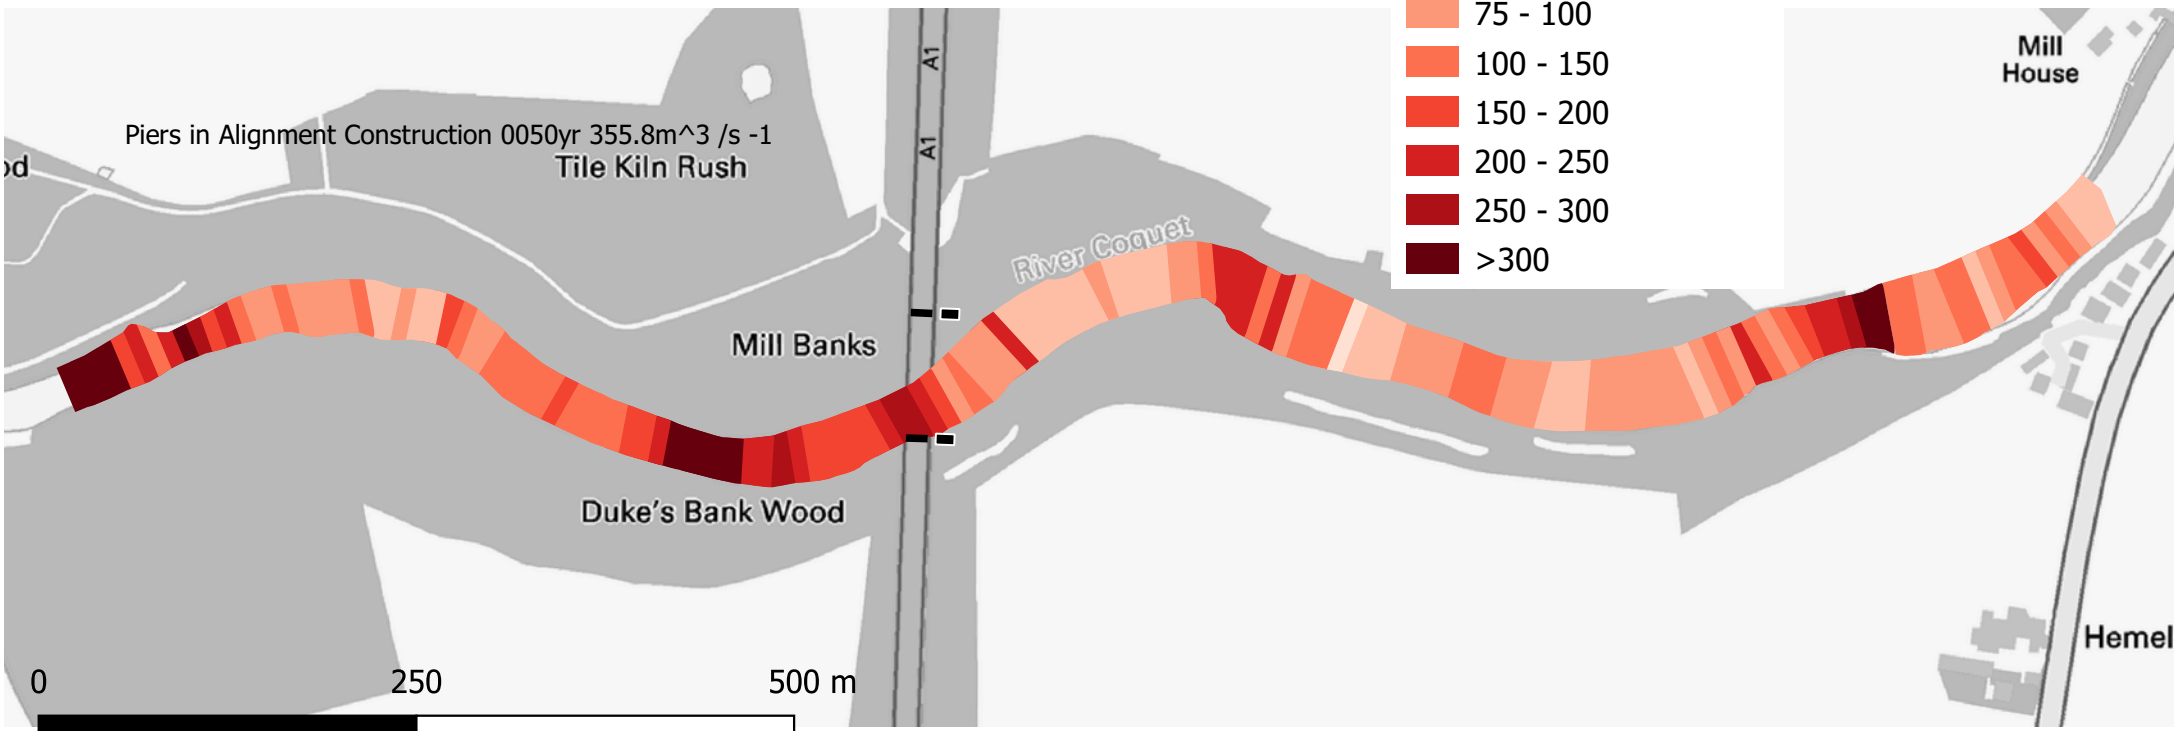 75 - 100
100 - 150
150 - 200
200 - 250
250 - 300
>300
Mill
House
A1
A1
Piers in Alignment Construction 0050yr 355.8m^3 /s -1
od
Tile Kiln Rush
River Coquet
Mill Banks
Duke's Bank Wood
Hemel
0 250 500 m